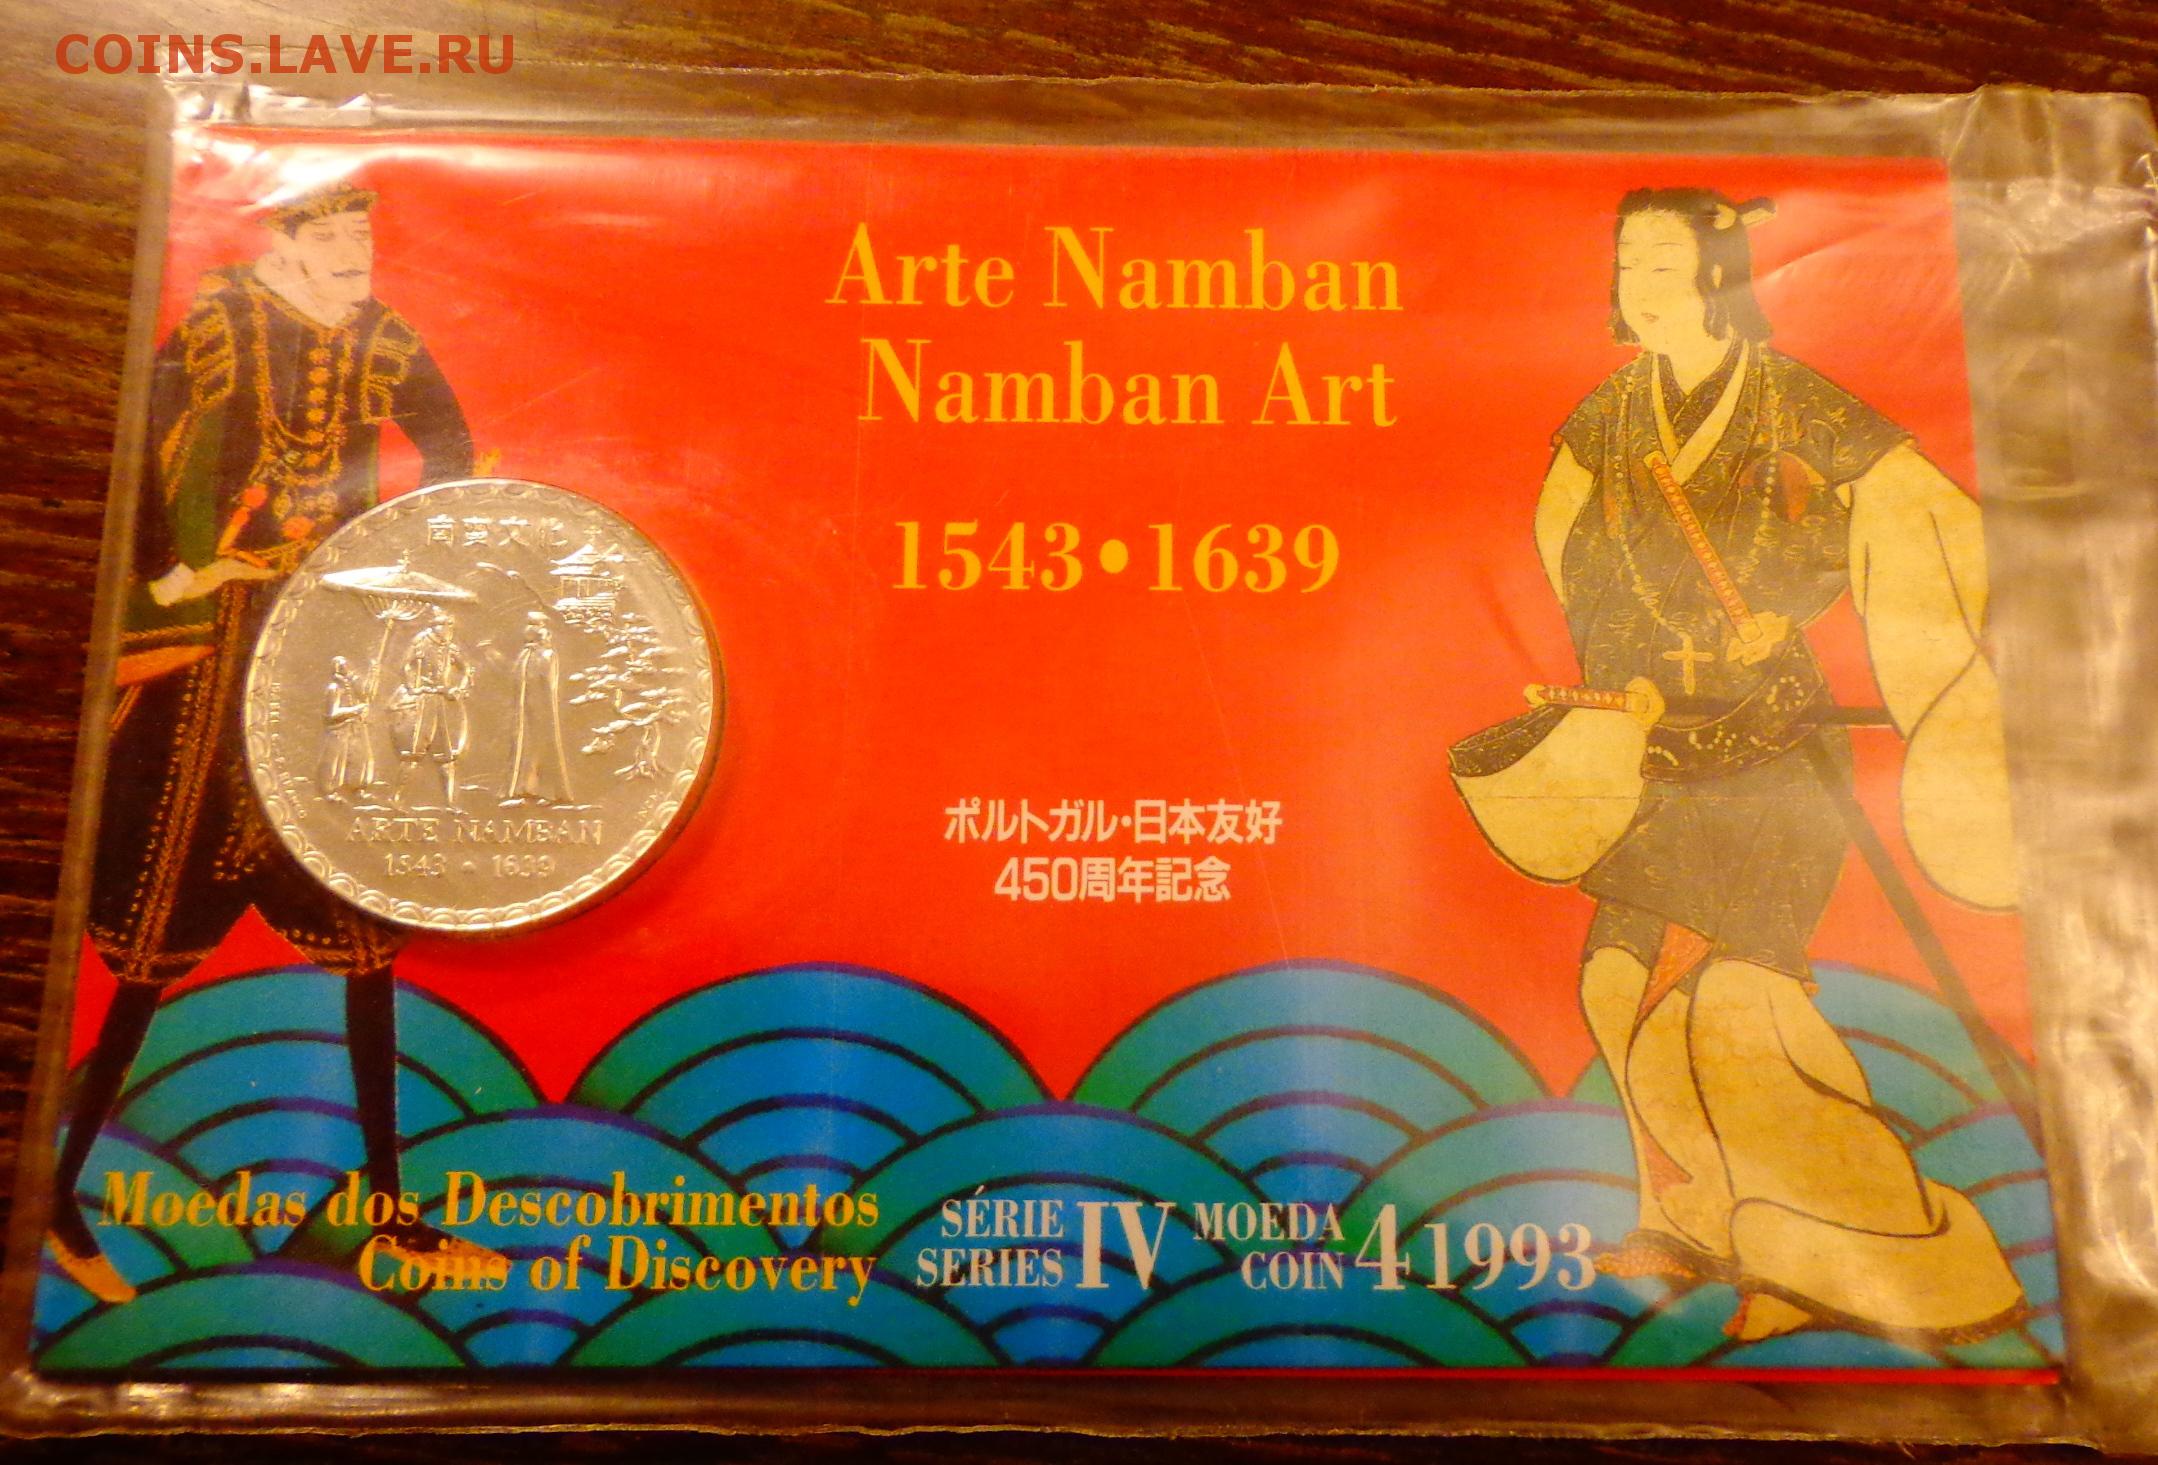 COINS.LAVE.RU
Arte Namban
Namban Art
1543•1639
ポルトガル・日本友好
450周年記念
南蛮文化
ARTE NAMBAN
1543 • 1639
Moedas dos Descobrimentos
Coins of Discovery
SÉRIE IV MOEDA 4 1993
SERIES COIN